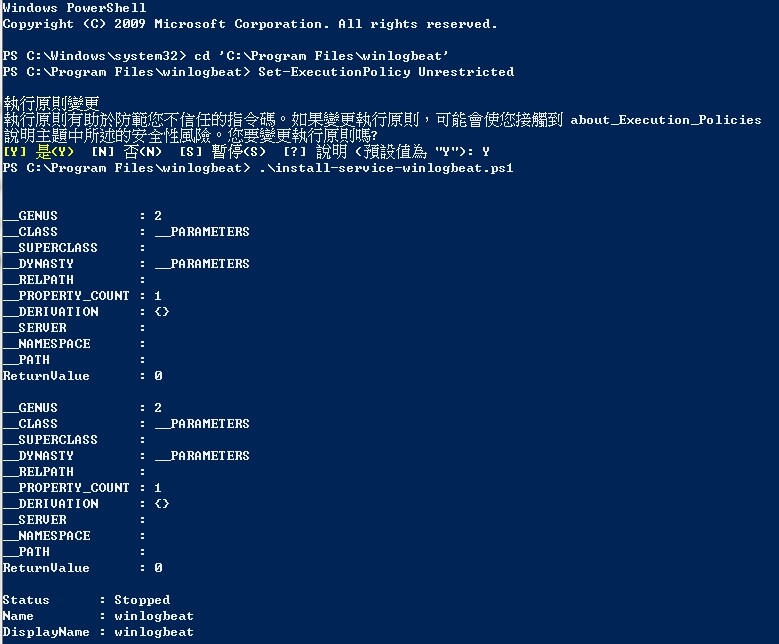 Windows PowerShell
Copyright (C) 2009 Microsoft Corporation. All rights reserved.
PS C:\Windows\system32> cd 'C:\Program Files\winlogbeat'
PS C:\Program Files\winlogbeat> Set-ExecutionPolicy Unrestricted
執行原則變更
執行原則有助於防範您不信任的指令碼。如果變更執行原則，可能會使您接觸到 about_Execution_Policies
說明主題中所述的安全性風險。您要變更執行原則嗎?
[Y] 是(Y)  [N] 否(N)  [S] 暫停(S)  [?] 說明 (預設值為 "Y"): Y
PS C:\Program Files\winlogbeat> .\install-service-winlogbeat.ps1
__GENUS          : 2
__CLASS          : __PARAMETERS
__SUPERCLASS     :
__DYNASTY        : __PARAMETERS
__RELPATH        :
__PROPERTY_COUNT : 1
__DERIVATION     : {}
__SERVER         :
__NAMESPACE      :
__PATH           :
ReturnValue      : 0
__GENUS          : 2
__CLASS          : __PARAMETERS
__SUPERCLASS     :
__DYNASTY        : __PARAMETERS
__RELPATH        :
__PROPERTY_COUNT : 1
__DERIVATION     : {}
__SERVER         :
__NAMESPACE      :
__PATH           :
ReturnValue      : 0
Status      : Stopped
Name        : winlogbeat
DisplayName : winlogbeat